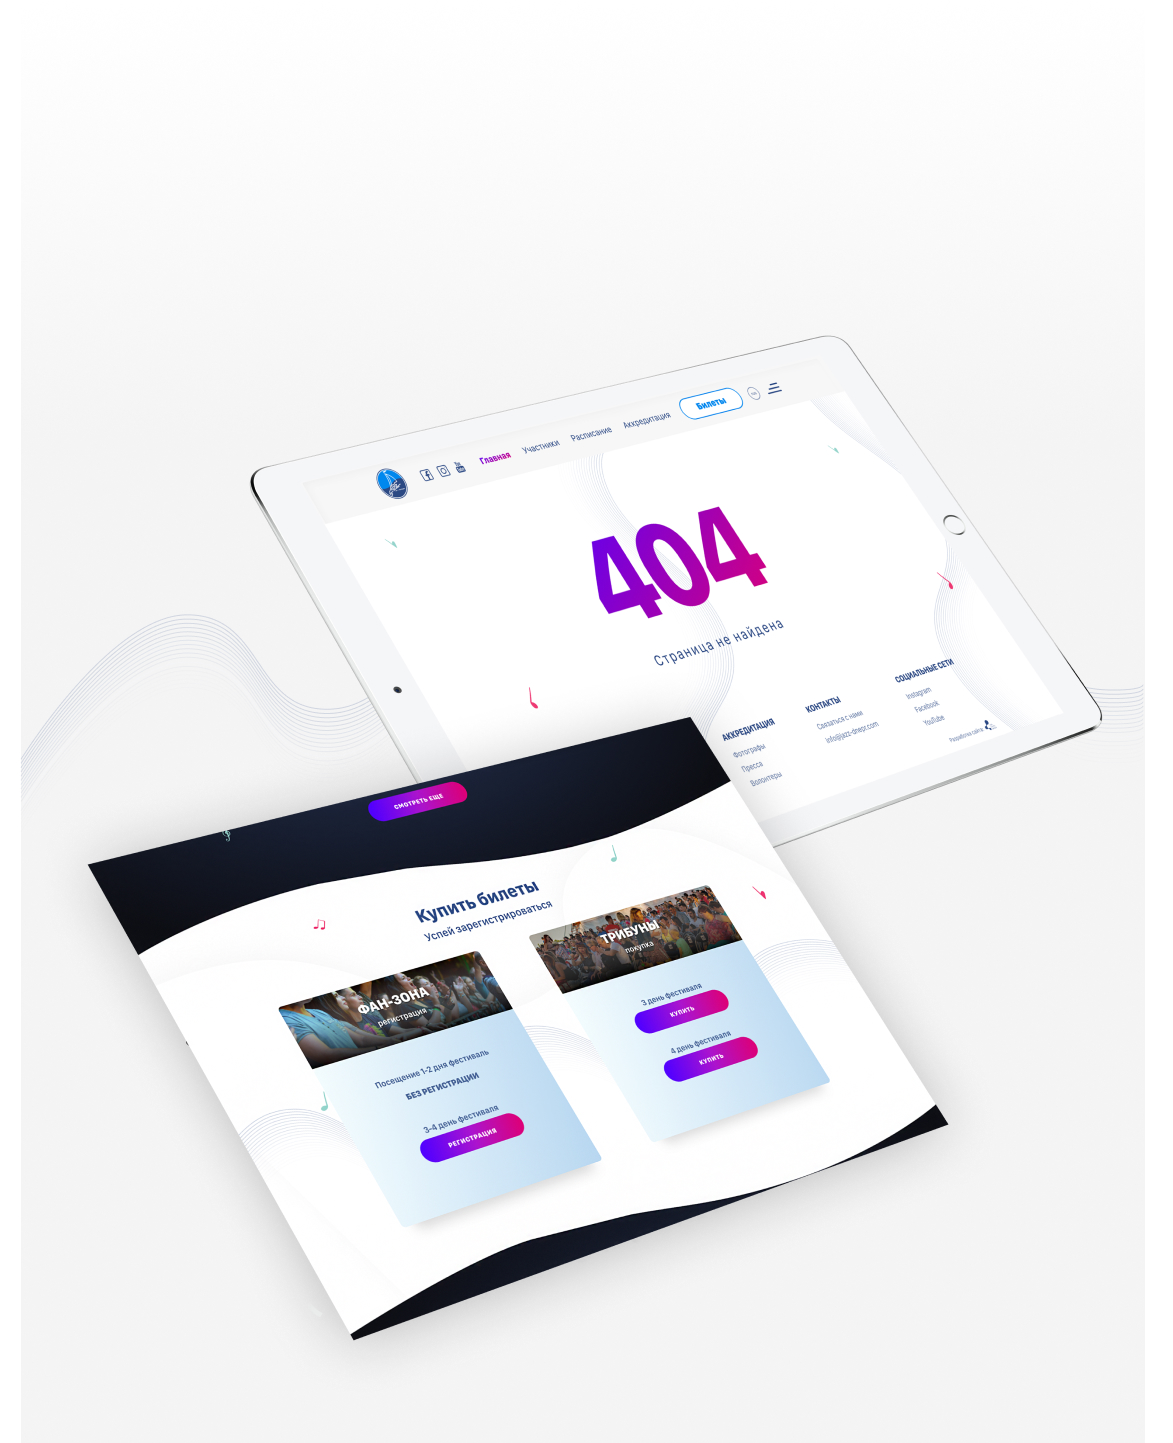 Главная
Участники
Расписание
Аккредитация
Билеты
404
Страница не найдена
АККРЕДИТАЦИЯ
Фотографы
Пресса
Волонтеры
КОНТАКТЫ
Связаться с нами
info@jazz-dnepr.com
СОЦИАЛЬНЫЕ СЕТИ
Instagram
Facebook
YouTube
Разработка сайта
СМОТРЕТЬ ЕЩЕ
Купить билеты
Успей зарегистрироваться
ФАН-ЗОНА
регистрация
Посещение 1-2 дня фестиваль
БЕЗ РЕГИСТРАЦИИ
3-4 день фестиваля
РЕГИСТРАЦИЯ
ТРИБУНЫ
покупка
3 день фестиваля
КУПИТЬ
4 день фестиваля
КУПИТЬ